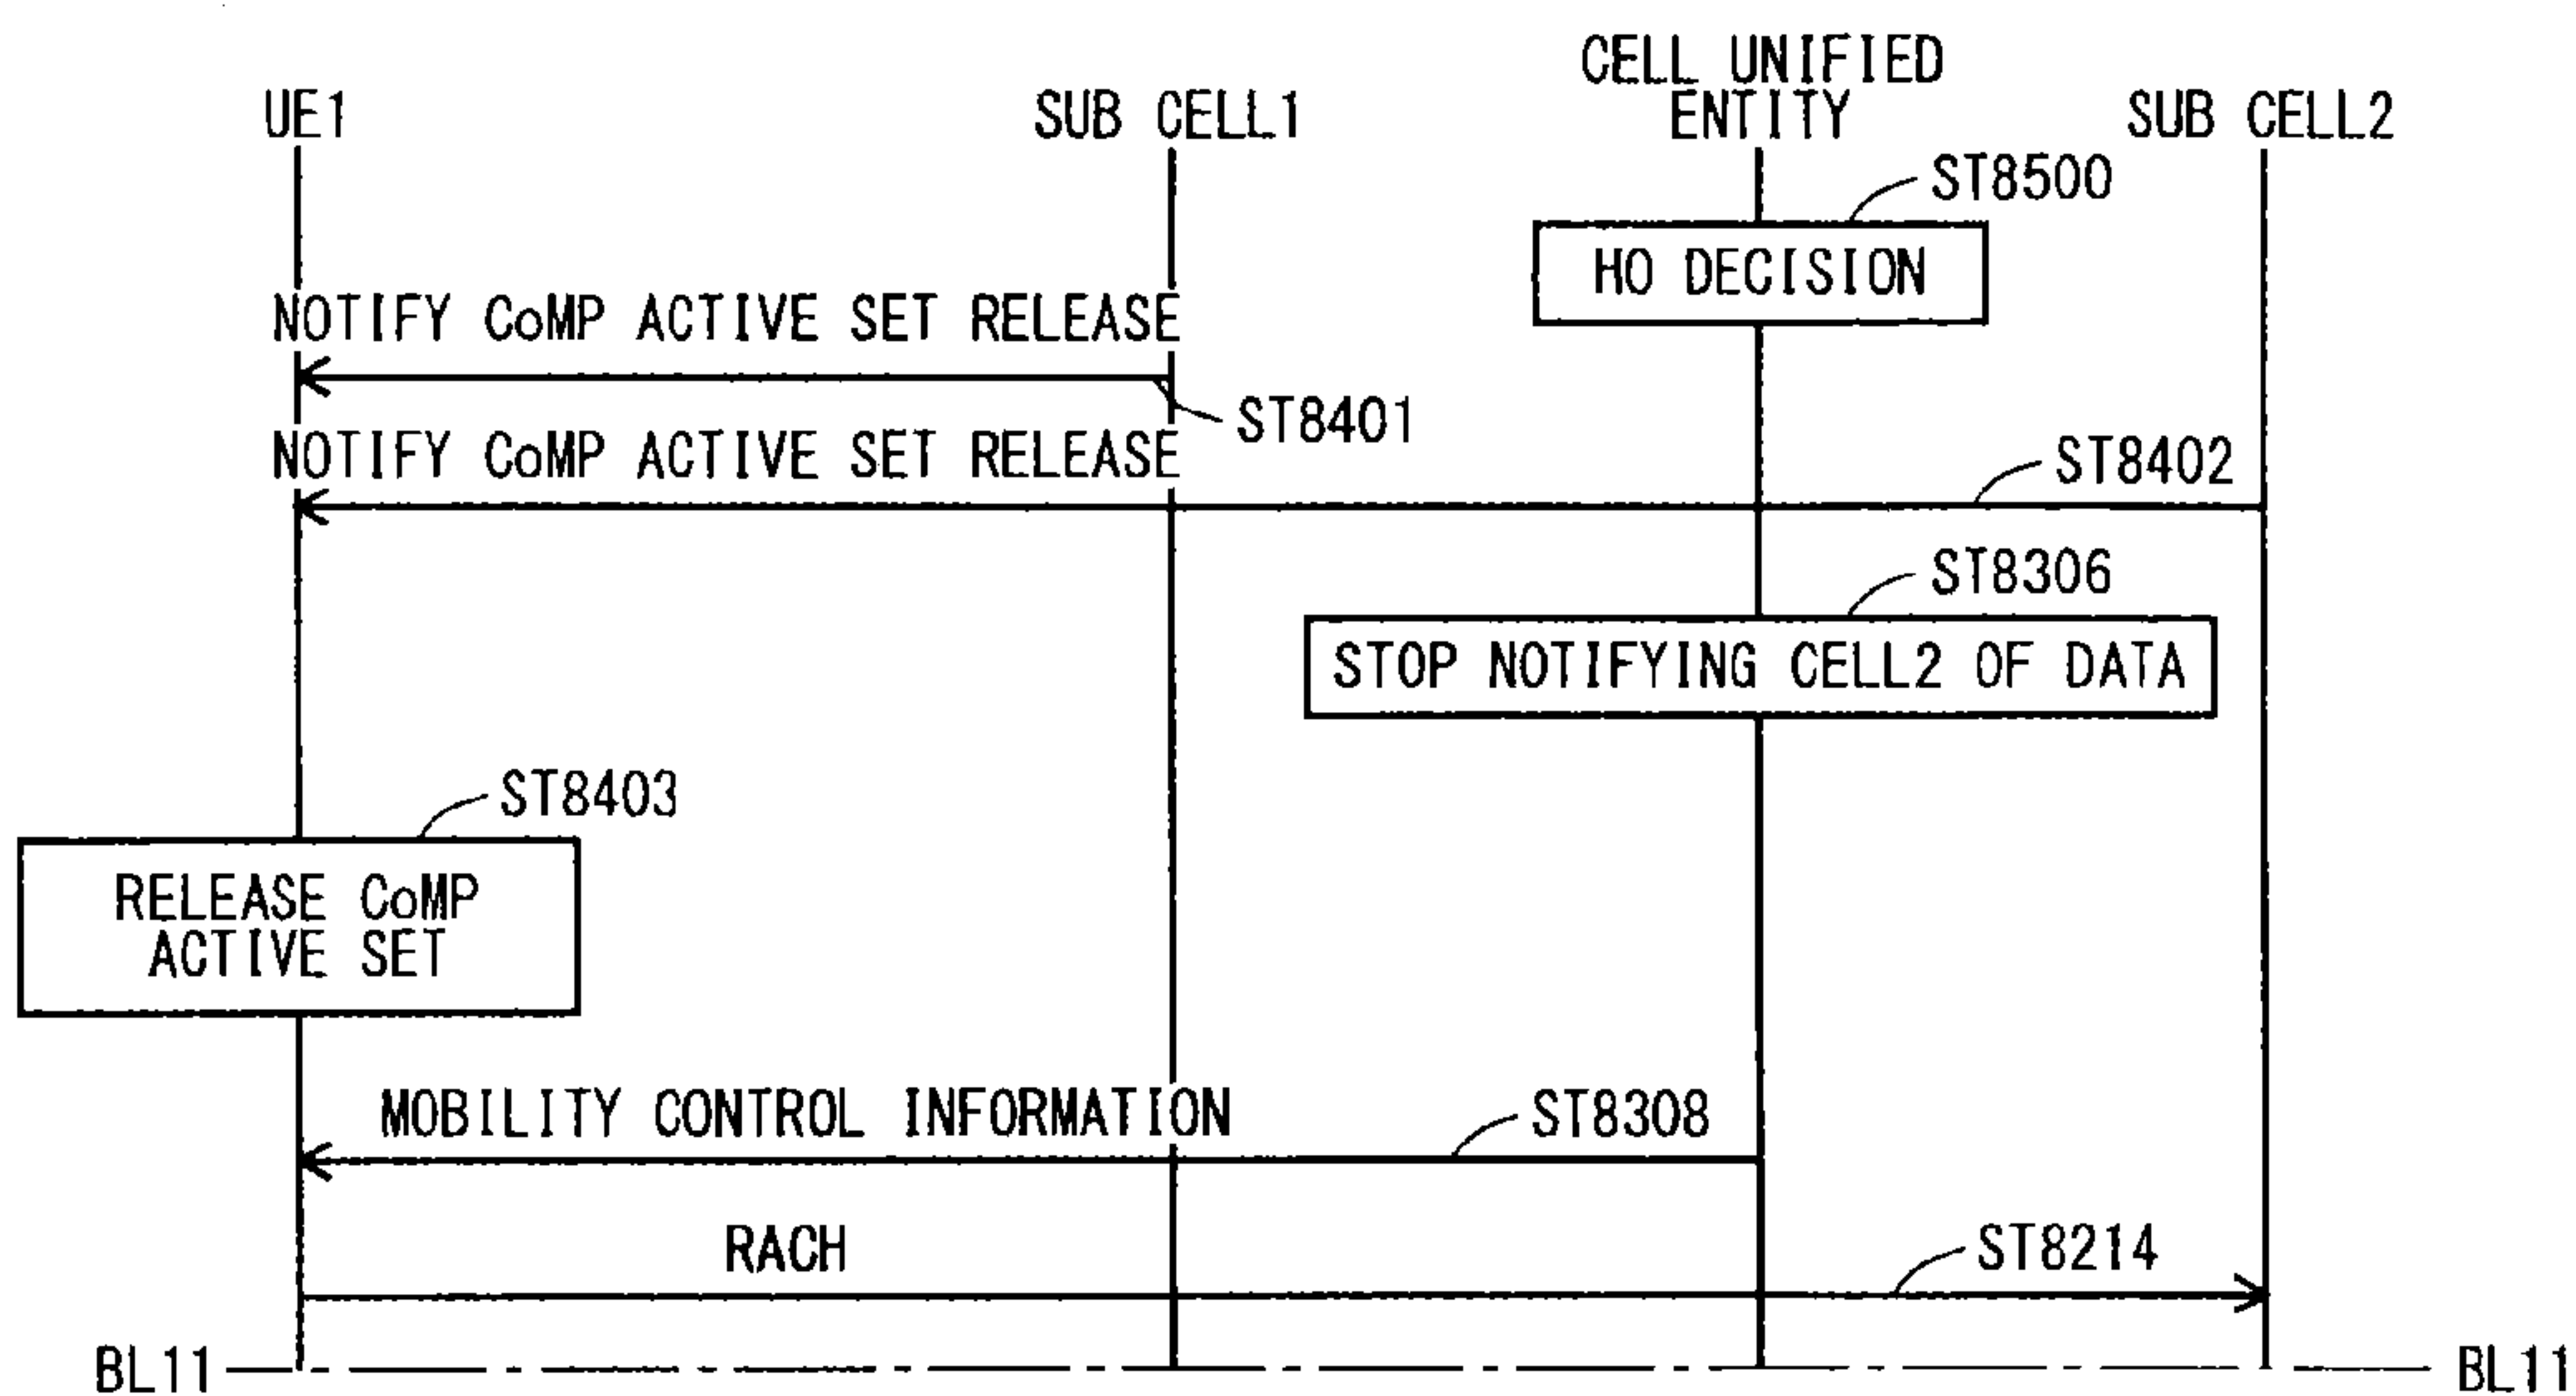 UE1
SUB CELL1
CELL UNIFIED
ENTITY
SUB CELL2
ST8500
HO DECISION
NOTIFY CoMP ACTIVE SET RELEASE
ST8401
NOTIFY CoMP ACTIVE SET RELEASE
ST8402
ST8306
STOP NOTIFYING CELL2 OF DATA
ST8403
RELEASE CoMP
ACTIVE SET
MOBILITY CONTROL INFORMATION
ST8308
RACH
ST8214
BL11
BL11